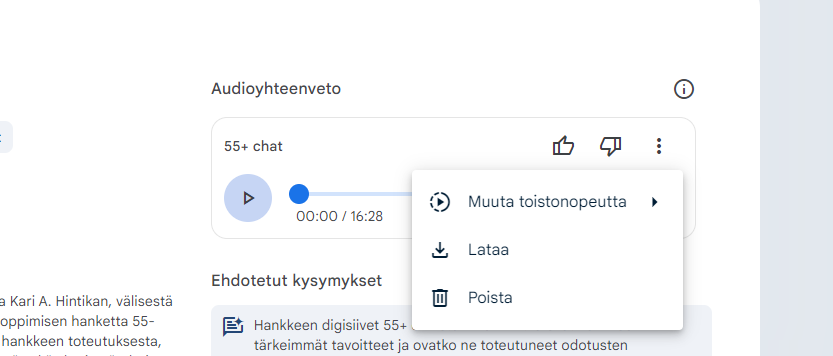 Audioyhteenveto
55+ chat
00:00 / 16:28
Muuta toistonopeutta
Lataa
Poista
Ehdotetut kysymykset
a Kari A. Hintikan, välisestä
oppimisen hanketta 55-
hankkeen toteutuksesta,
Hankkeen digisiivet 55+
tärkeimmät tavoitteet ja ovatko ne toteutuneet odotusten